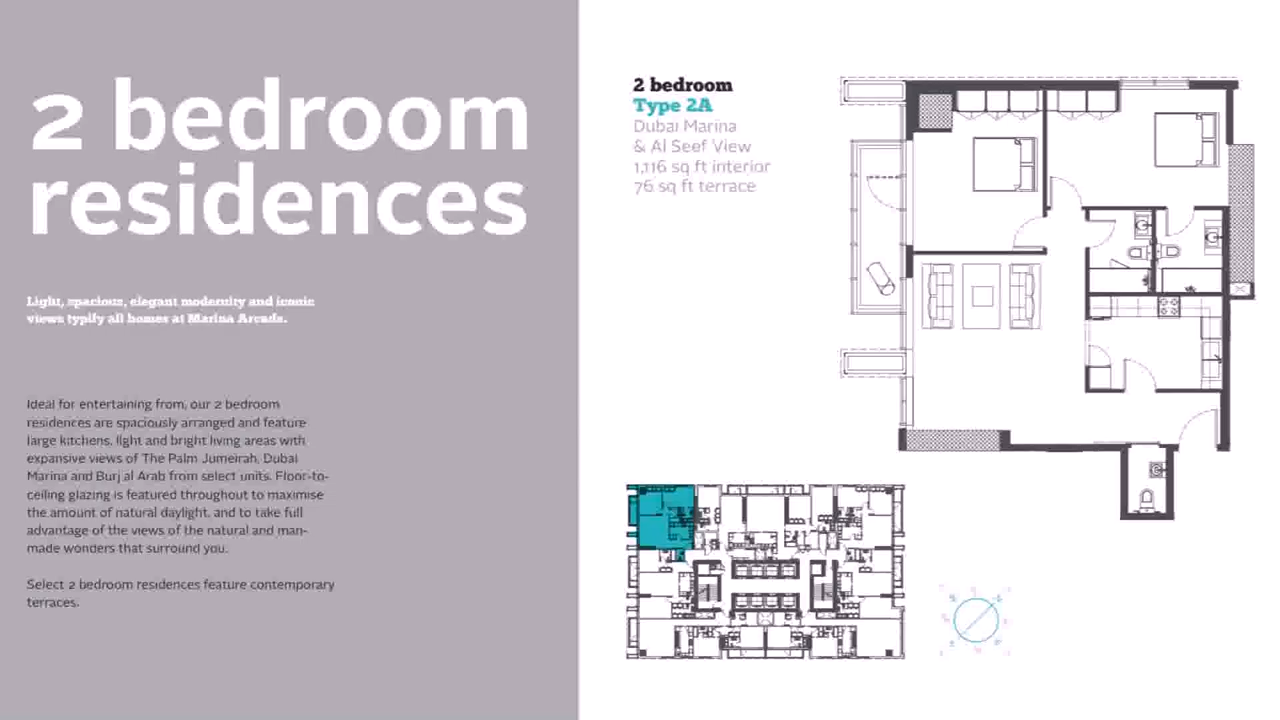 2 bedroom
residences
Light, spacious, elegant modernity and iconic
views typify all homes at Marina Arcade.
Ideal for entertaining from, our 2 bedroom
residences are spaciously arranged and feature
large kitchens, light and bright living areas with
expansive views of The Palm Jumeirah, Dubai
Marina and Burj al Arab from select units. Floor-to-
ceiling glazing is featured throughout to maximise
the amount of natural daylight, and to take full
advantage of the views of the natural and man-
made wonders that surround you.
Select 2 bedroom residences feature contemporary
terraces.
2 bedroom
Type 2A
Dubai Marina
& Al Seef View
1,116 sq ft interior
76 sq ft terrace